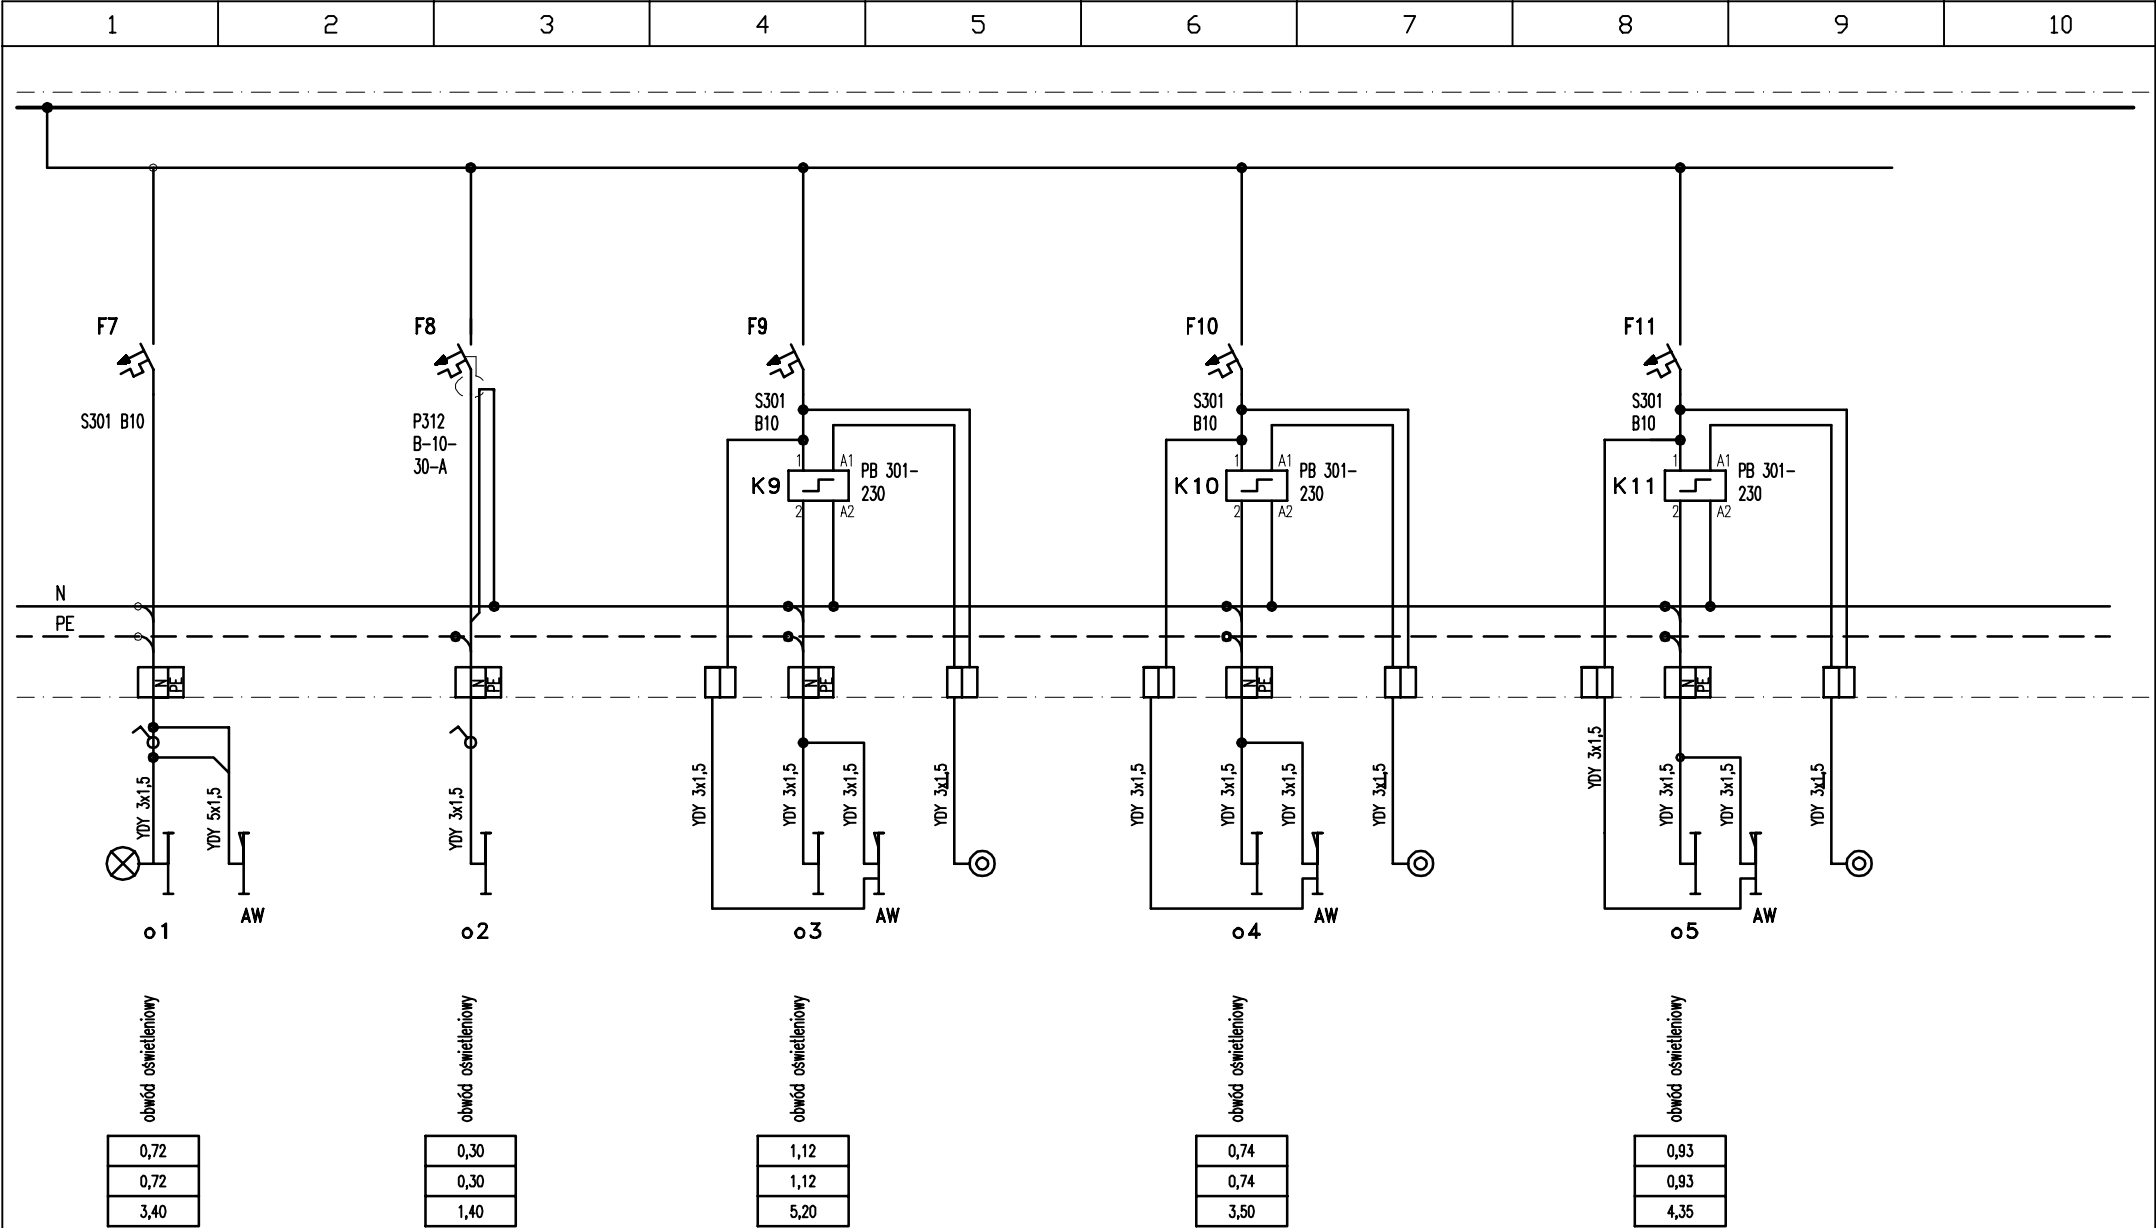 1 2 3 4 5 6 7 8 9 10
F7 F8 F9 F10 F11
S301 B10
P312
B-10-
30-A
S301
B10
S301
B10
S301
B10
1 A1
K9
PB 301-
230
2 A2
1 A1
K10
PB 301-
230
2 A2
1 A1
K11
PB 301-
230
2 A2
N
PE
N PE
N PE
N PE
N PE
N PE
YDY 3x1,5
YDY 5x1,5
YDY 3x1,5
YDY 3x1,5
YDY 3x1,5
YDY 3x1,5
YDY 3x1,5
YDY 3x1,5
YDY 3x1,5
YDY 3x1,5
YDY 3x1,5
YDY 3x1,5
YDY 3x1,5
YDY 3x1,5
YDY 3x1,5
AW AW AW AW
o1 o2 o3 o4 o5
obwód oświetleniowy
obwód oświetleniowy
obwód oświetleniowy
obwód oświetleniowy
obwód oświetleniowy
0,72 0,30 1,12 0,74 0,93
0,72 0,30 1,12 0,74 0,93
3,40 1,40 5,20 3,50 4,35